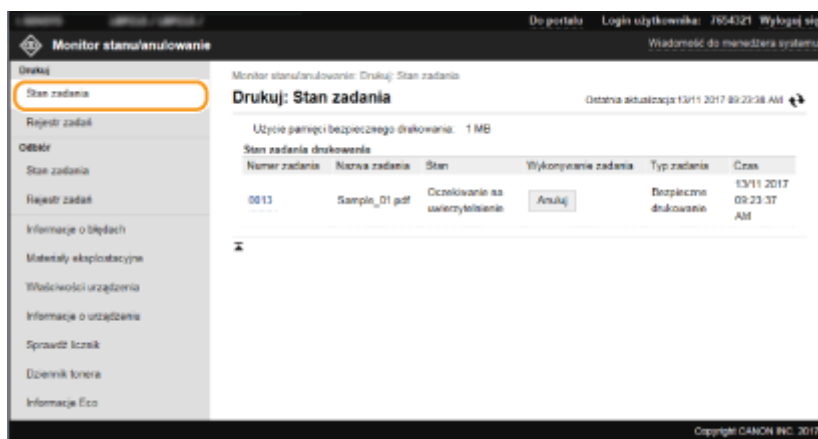 Do portalu Login użytkownika: 7654321 Wyloguj się
Monitor stanu/anulowanie
Wiadomość do menedżera systemu
Drukuj
Stan zadania
Rejestr zadań
Odbiór
Stan zadania
Rejestr zadań
Informacje o błędach
Materiały eksploatacyjne
Właściwości urządzenia
Informacje o urządzeniu
Sprawdź licznik
Dziennik tonera
Informacje Eco
Monitor stanu/anulowanie: Drukuj: Stan zadania
Drukuj: Stan zadania
Ostatnia aktualizacja:13/11 2017 09:23:38 AM
Użycie pamięci bezpiecznego drukowania: 1 MB
Stan zadania drukowania
Numer zadania Nazwa zadania Stan Wykonywanie zadania Typ zadania Czas
0013 Sample_01.pdf Oczekiwanie na uwierzytelnienie Anuluj Bezpieczne drukowanie 13/11 2017 09:23:37 AM
Copyright CANON INC. 2017